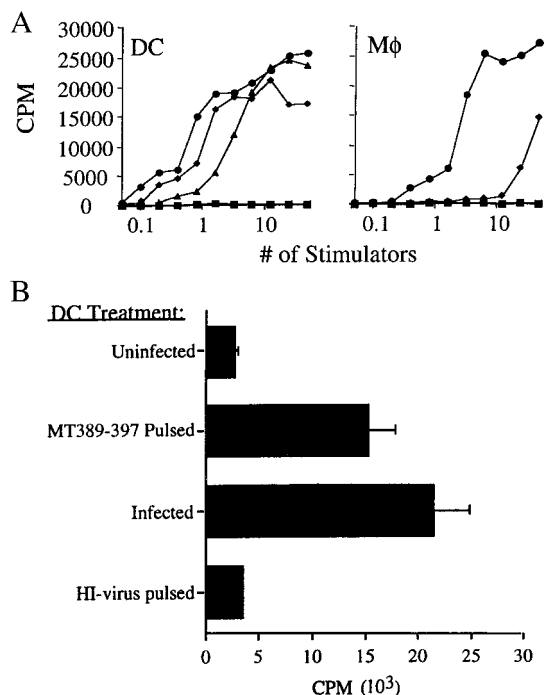 A
DC
Mϕ
CPM
30000
25000
20000
15000
10000
5000
0
0.1 1 10
0.1 1 10
# of Stimulators
B
DC Treatment:
Uninfected
MT389-397 Pulsed
Infected
HI-virus pulsed
0 5 10 15 20 25 30
CPM (10³)